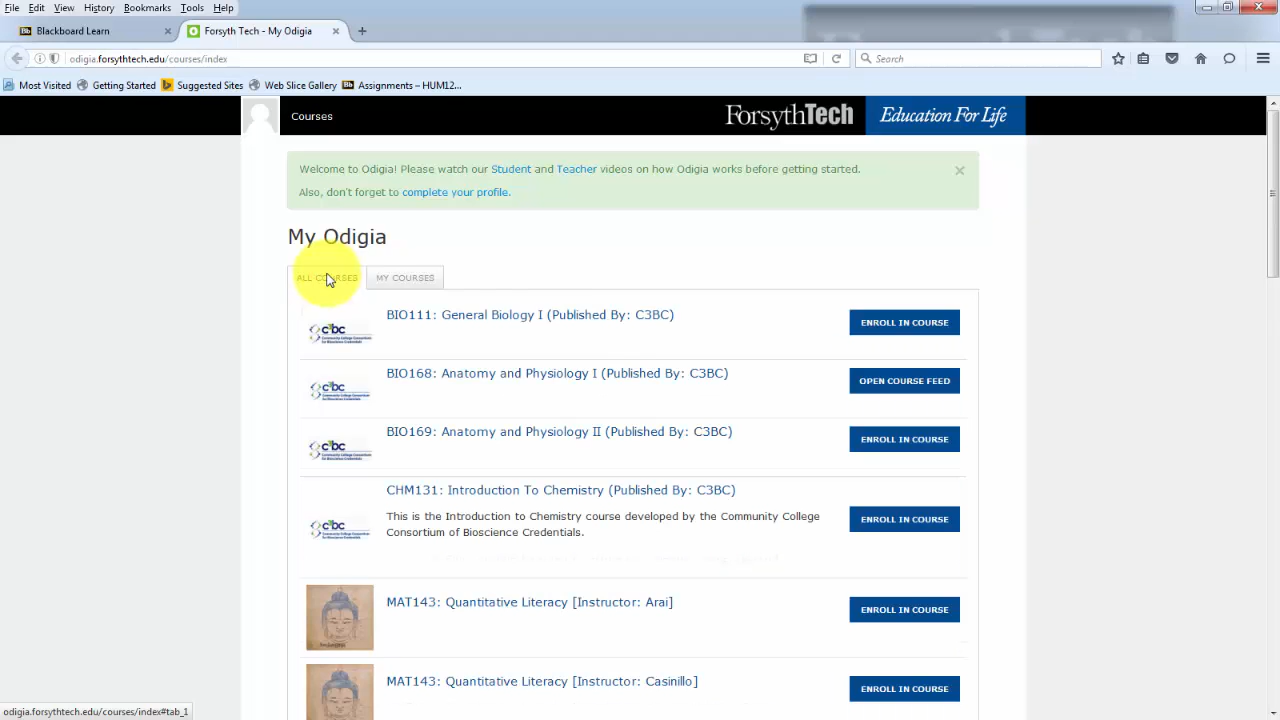 File Edit View History Bookmarks Tools Help
Blackboard Learn × Forsyth Tech - My Odigia × +
odigia.forsythtech.edu/courses/index Search
Most Visited Getting Started Suggested Sites Web Slice Gallery Assignments – HUM12...
Courses ForsythTech Education For Life
Welcome to Odigia! Please watch our Student and Teacher videos on how Odigia works before getting started. ×
Also, don't forget to complete your profile.
My Odigia
ALL COURSES MY COURSES
BIO111: General Biology I (Published By: C3BC) ENROLL IN COURSE
BIO168: Anatomy and Physiology I (Published By: C3BC) OPEN COURSE FEED
BIO169: Anatomy and Physiology II (Published By: C3BC) ENROLL IN COURSE
CHM131: Introduction To Chemistry (Published By: C3BC)
This is the Introduction to Chemistry course developed by the Community College
Consortium of Bioscience Credentials.
ENROLL IN COURSE
MAT143: Quantitative Literacy [Instructor: Arai] ENROLL IN COURSE
MAT143: Quantitative Literacy [Instructor: Casinillo] ENROLL IN COURSE
odigia.forsythtech.edu/courses/index#tab_1